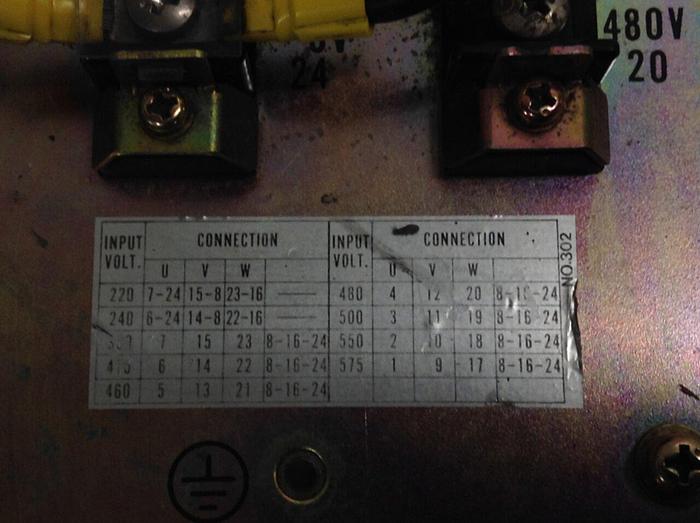 480V
24 20
INPUT VOLT. CONNECTION INPUT VOLT. CONNECTION
U V W U V W
220 7-24 15-8 23-16 — 480 4 12 20 8-16-24
240 6-24 14-8 22-16 — 500 3 11 19 8-16-24
7 15 23 8-16-24 550 2 10 18 8-16-24
6 14 22 8-16-24 575 1 9 17 8-16-24
460 5 13 21 8-16-24
NO.302